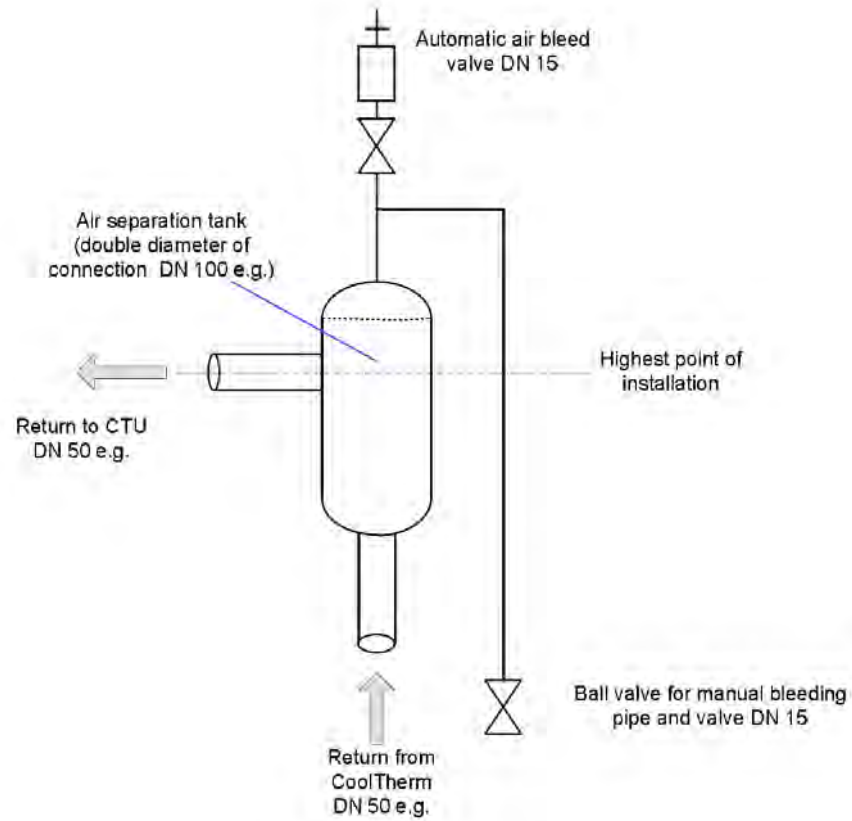 Automatic air bleed
valve DN 15
Air separation tank
(double diameter of
connection DN 100 e.g.)
Highest point of
installation
Return to CTU
DN 50 e.g.
Ball valve for manual bleeding
pipe and valve DN 15
Return from
CoolTherm
DN 50 e.g.